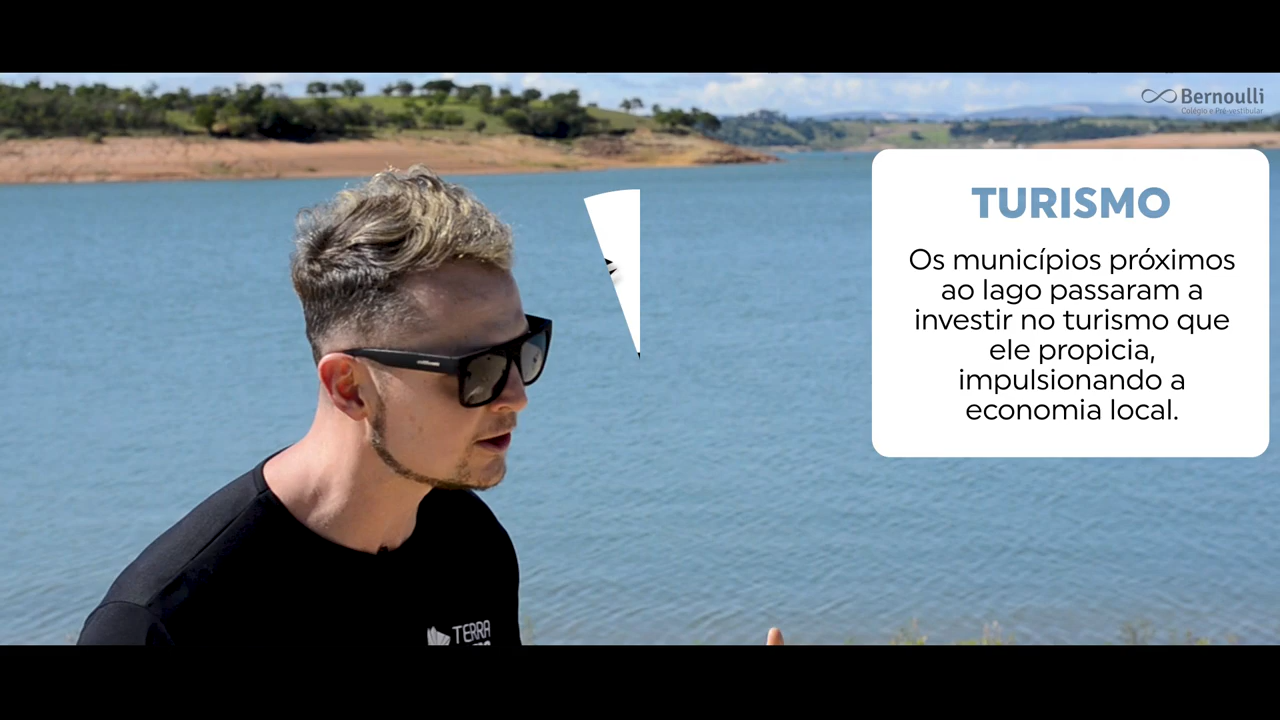 Bernoulli
Colégio e Pré-vestibular
TURISMO
Os municípios próximos
ao lago passaram a
investir no turismo que
ele propicia,
impulsionando a
economia local.
TERRA